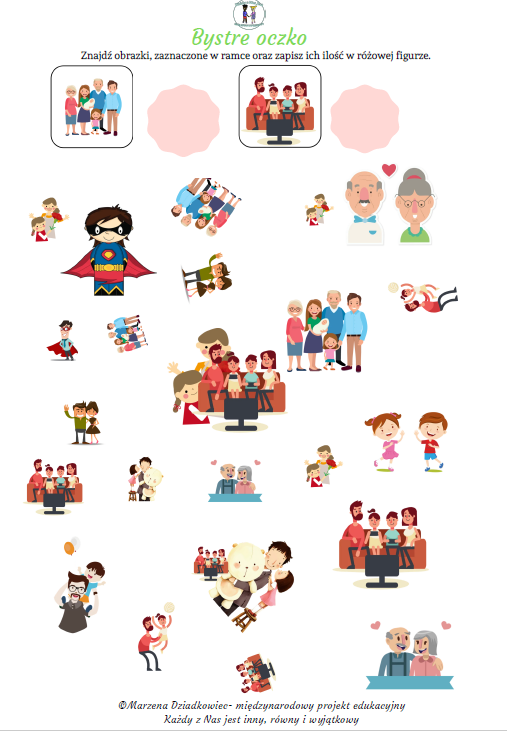 Bystre oczko
Znajdź obrazki, zaznaczone w ramce oraz zapisz ich ilość w różowej figurze.
©Marzena Dziadkowiec- międzynarodowy projekt edukacyjny
Każdy z Nas jest inny, równy i wyjątkowy